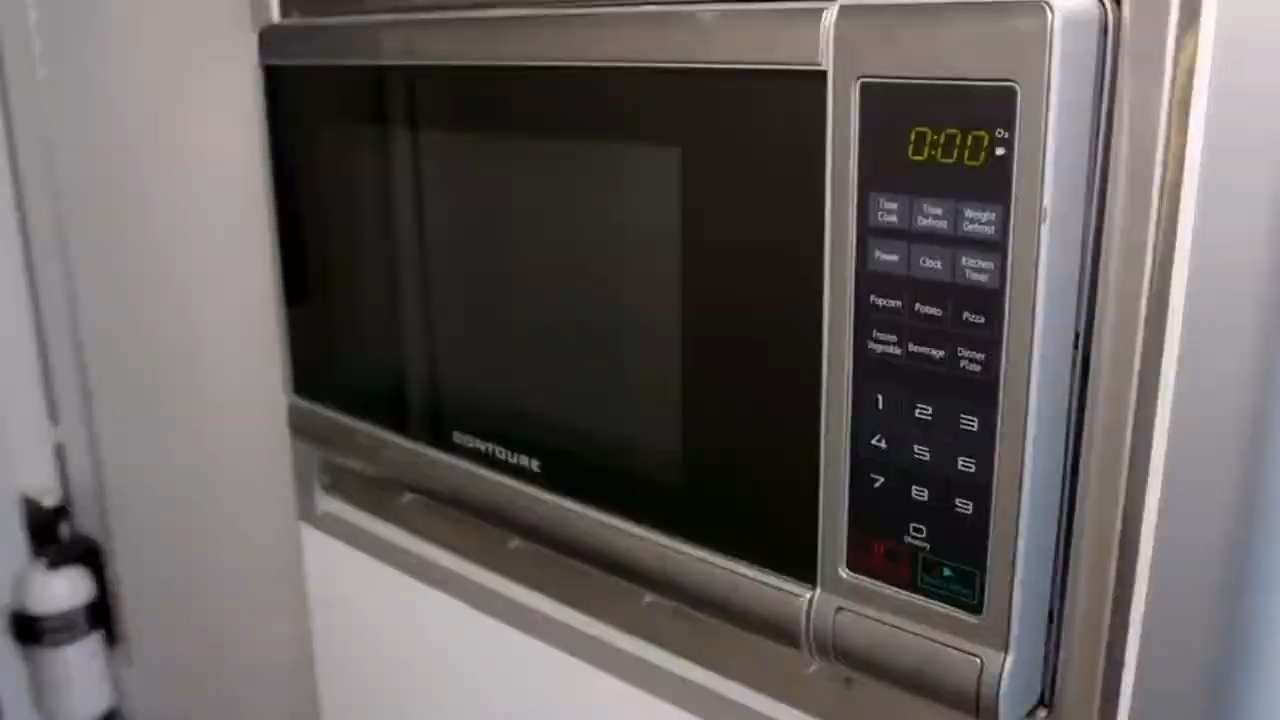 0:00
Time Cook
Time Defrost
Weight Defrost
Power
Clock
Kitchen Timer
Popcorn
Potato
Pizza
Frozen Vegetable
Beverage
Dinner Plate
1 2 3
4 5 6
7 8 9
0
CONTOURE